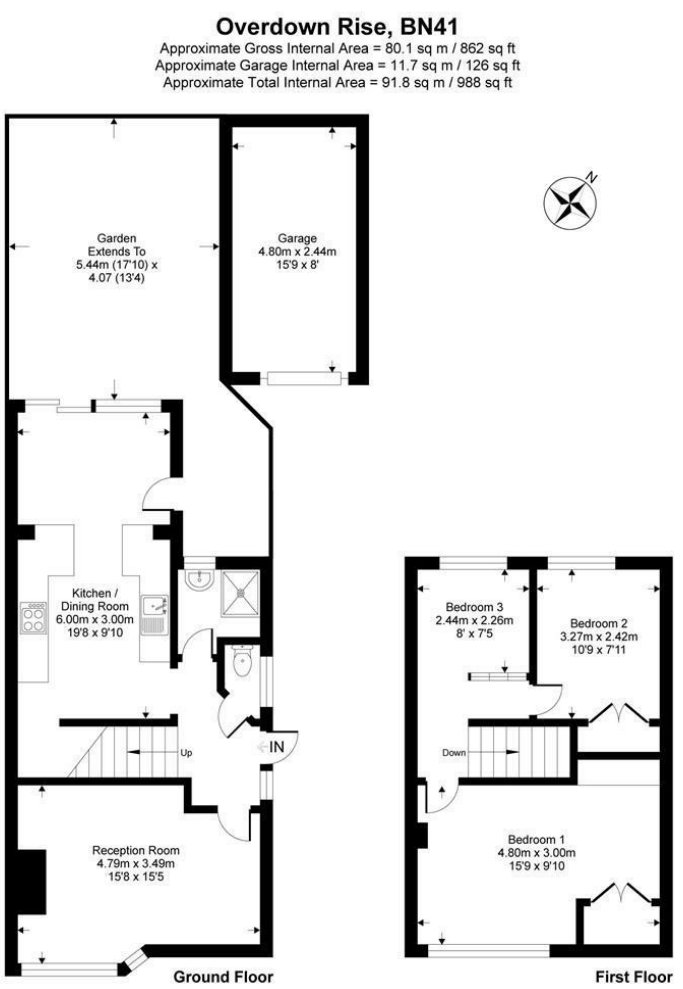 Overdown Rise, BN41
Approximate Gross Internal Area = 80.1 sq m / 862 sq ft
Approximate Garage Internal Area = 11.7 sq m / 126 sq ft
Approximate Total Internal Area = 91.8 sq m / 988 sq ft
N
Garden
Extends To
5.44m (17'10) x
4.07 (13'4)
Garage
4.80m x 2.44m
15'9 x 8'
Kitchen /
Dining Room
6.00m x 3.00m
19'8 x 9'10
Up
IN
Reception Room
4.79m x 3.49m
15'8 x 15'5
Ground Floor
Bedroom 3
2.44m x 2.26m
8' x 7'5
Bedroom 2
3.27m x 2.42m
10'9 x 7'11
Down
Bedroom 1
4.80m x 3.00m
15'9 x 9'10
First Floor